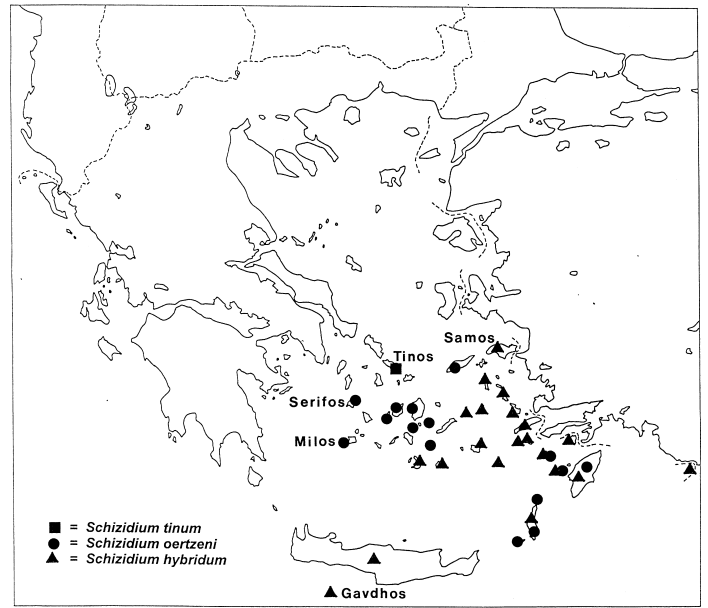 Samos
Tinos
Serifos
Milos
■ = Schizidium tinum
● = Schizidium oertzeni
▲ = Schizidium hybridum
Gavdhos